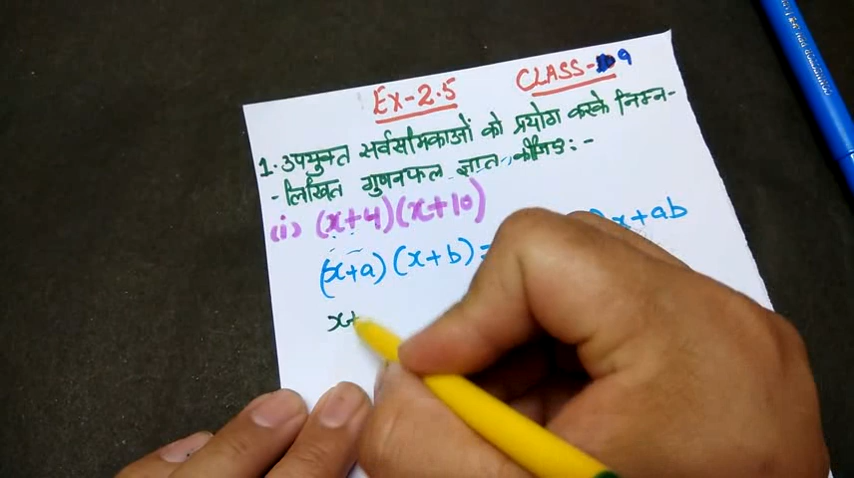 Ex-2.5 CLASS-9
1. उपयुक्त सर्वसमिकाओं को प्रयोग करके निम्न-
-लिखित गुणनफल ज्ञात कीजिए:-
(i) (x+4)(x+10)
(x+a)(x+b)= x+ab
x+